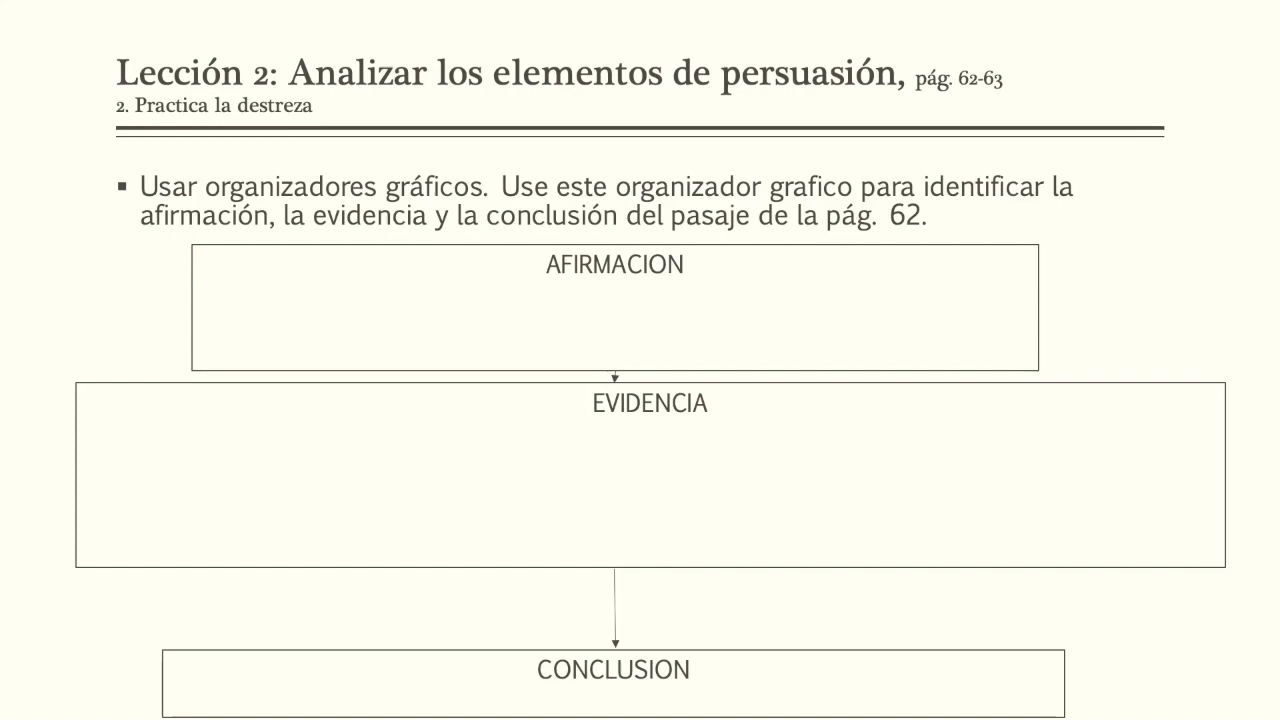 Lección 2: Analizar los elementos de persuasión, pág. 62-63
2. Practica la destreza
▪ Usar organizadores gráficos. Use este organizador grafico para identificar la
afirmación, la evidencia y la conclusión del pasaje de la pág. 62.
AFIRMACION
EVIDENCIA
CONCLUSION